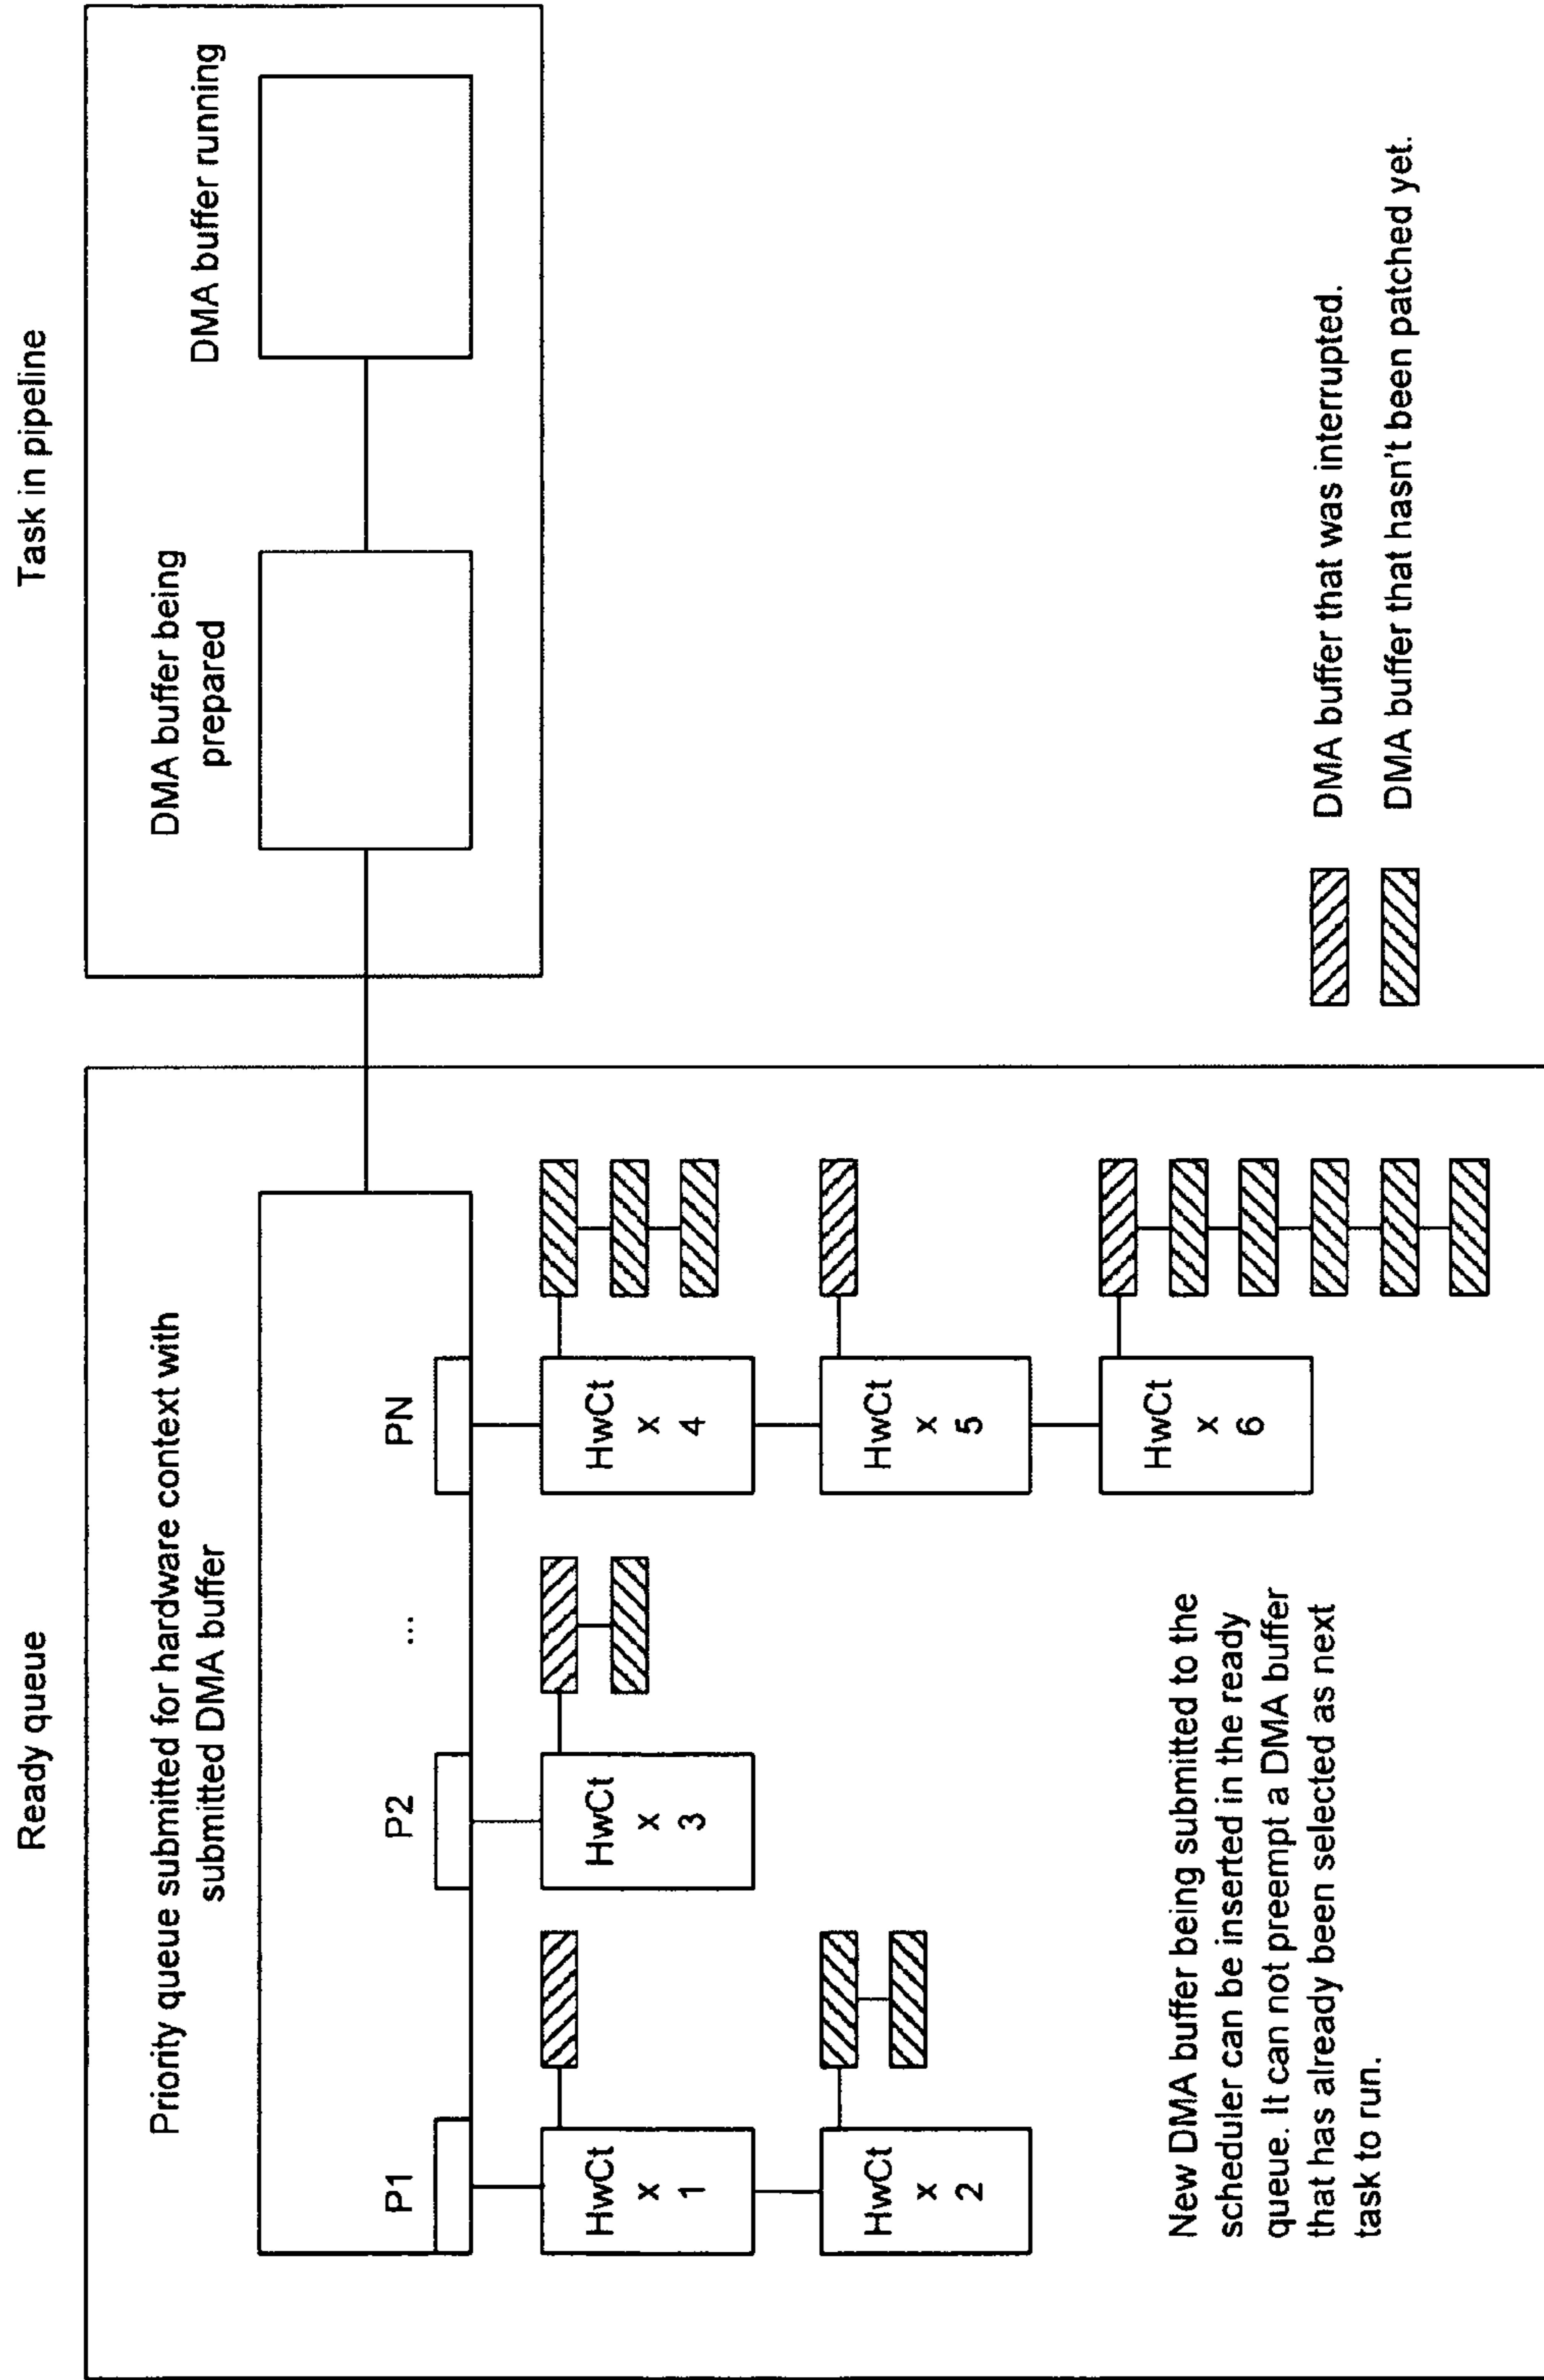 Ready queue
Task in pipeline
Priority queue submitted for hardware context with
submitted DMA buffer
P1
P2
...
PN
HwCt
x
1
HwCt
x
2
HwCt
x
3
HwCt
x
4
HwCt
x
5
HwCt
x
6
New DMA buffer being submitted to the
scheduler can be inserted in the ready
queue. It can not preempt a DMA buffer
that has already been selected as next
task to run.
DMA buffer being
prepared
DMA buffer running
DMA buffer that was interrupted.
DMA buffer that hasn't been patched yet.